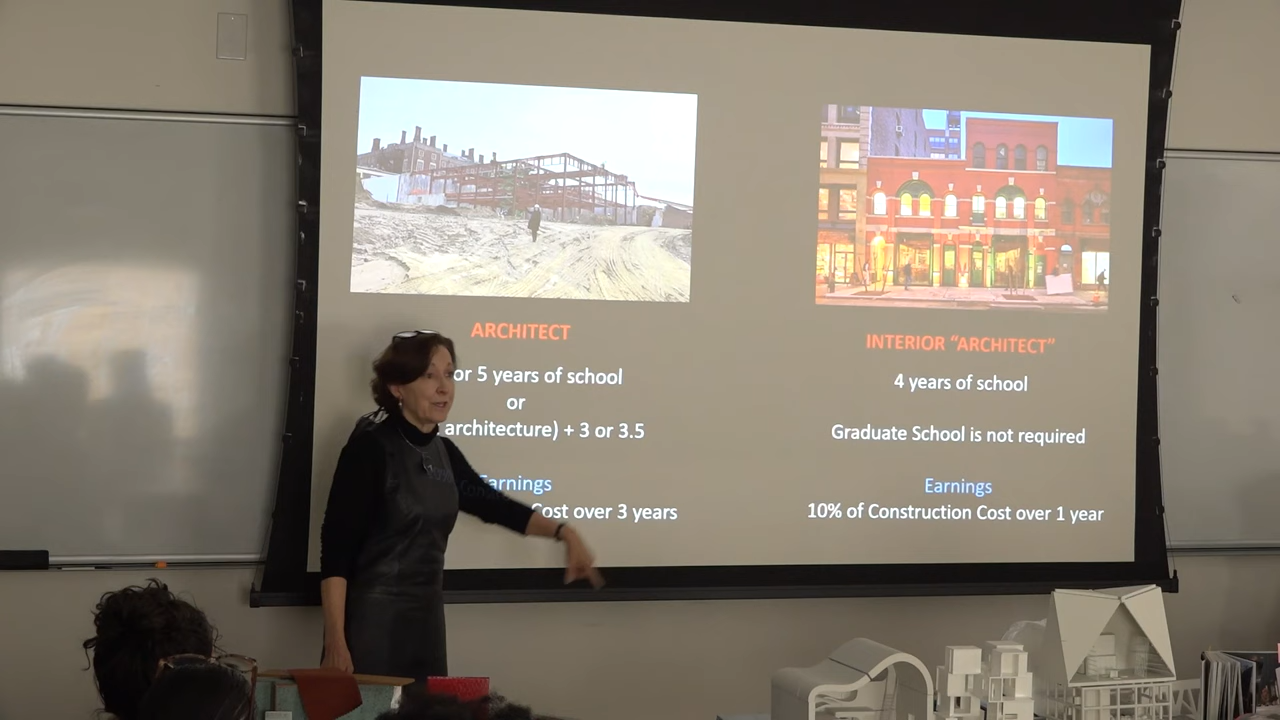 ARCHITECT
or 5 years of school
or
architecture) + 3 or 3.5
Earnings
Cost over 3 years
INTERIOR “ARCHITECT”
4 years of school
Graduate School is not required
Earnings
10% of Construction Cost over 1 year